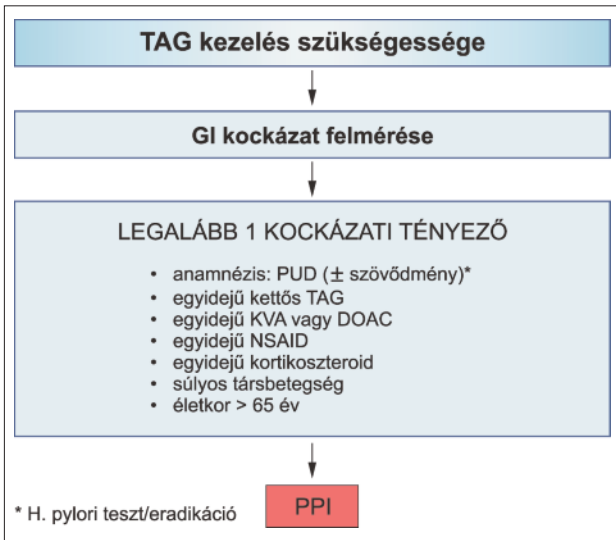 TAG kezelés szükségessége
GI kockázat felmérése
LEGALÁBB 1 KOCKÁZATI TÉNYEZŐ
• anamnézis: PUD (± szövődmény)*
• egyidejű kettős TAG
• egyidejű KVA vagy DOAC
• egyidejű NSAID
• egyidejű kortikoszteroid
• súlyos társbetegség
• életkor > 65 év
PPI
* H. pylori teszt/eradikáció